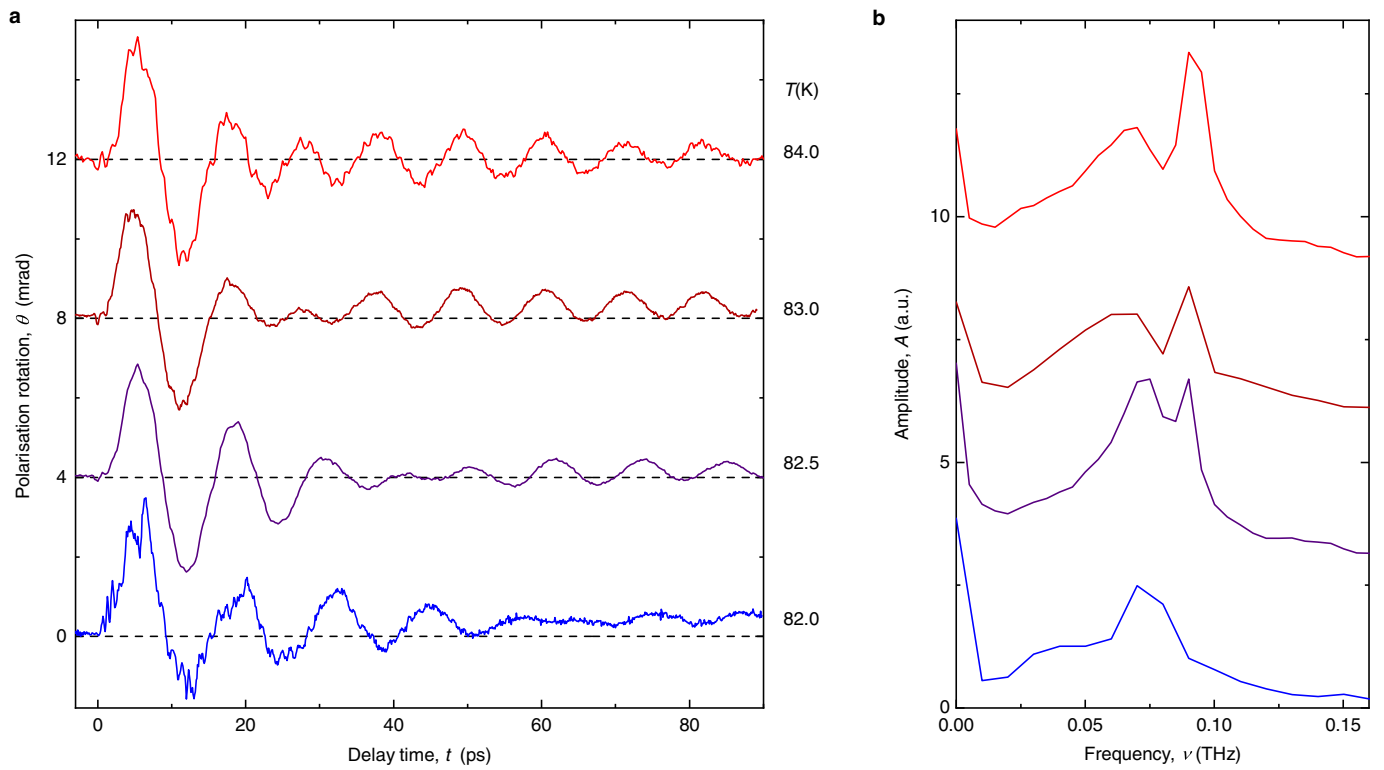 a
Polarisation rotation, θ (mrad)
12
8
4
0
0
20
40
60
80
Delay time, t (ps)
T(K)
84.0
83.0
82.5
82.0
b
Amplitude, A (a.u.)
10
5
0
0.00
0.05
0.10
0.15
Frequency, ν (THz)